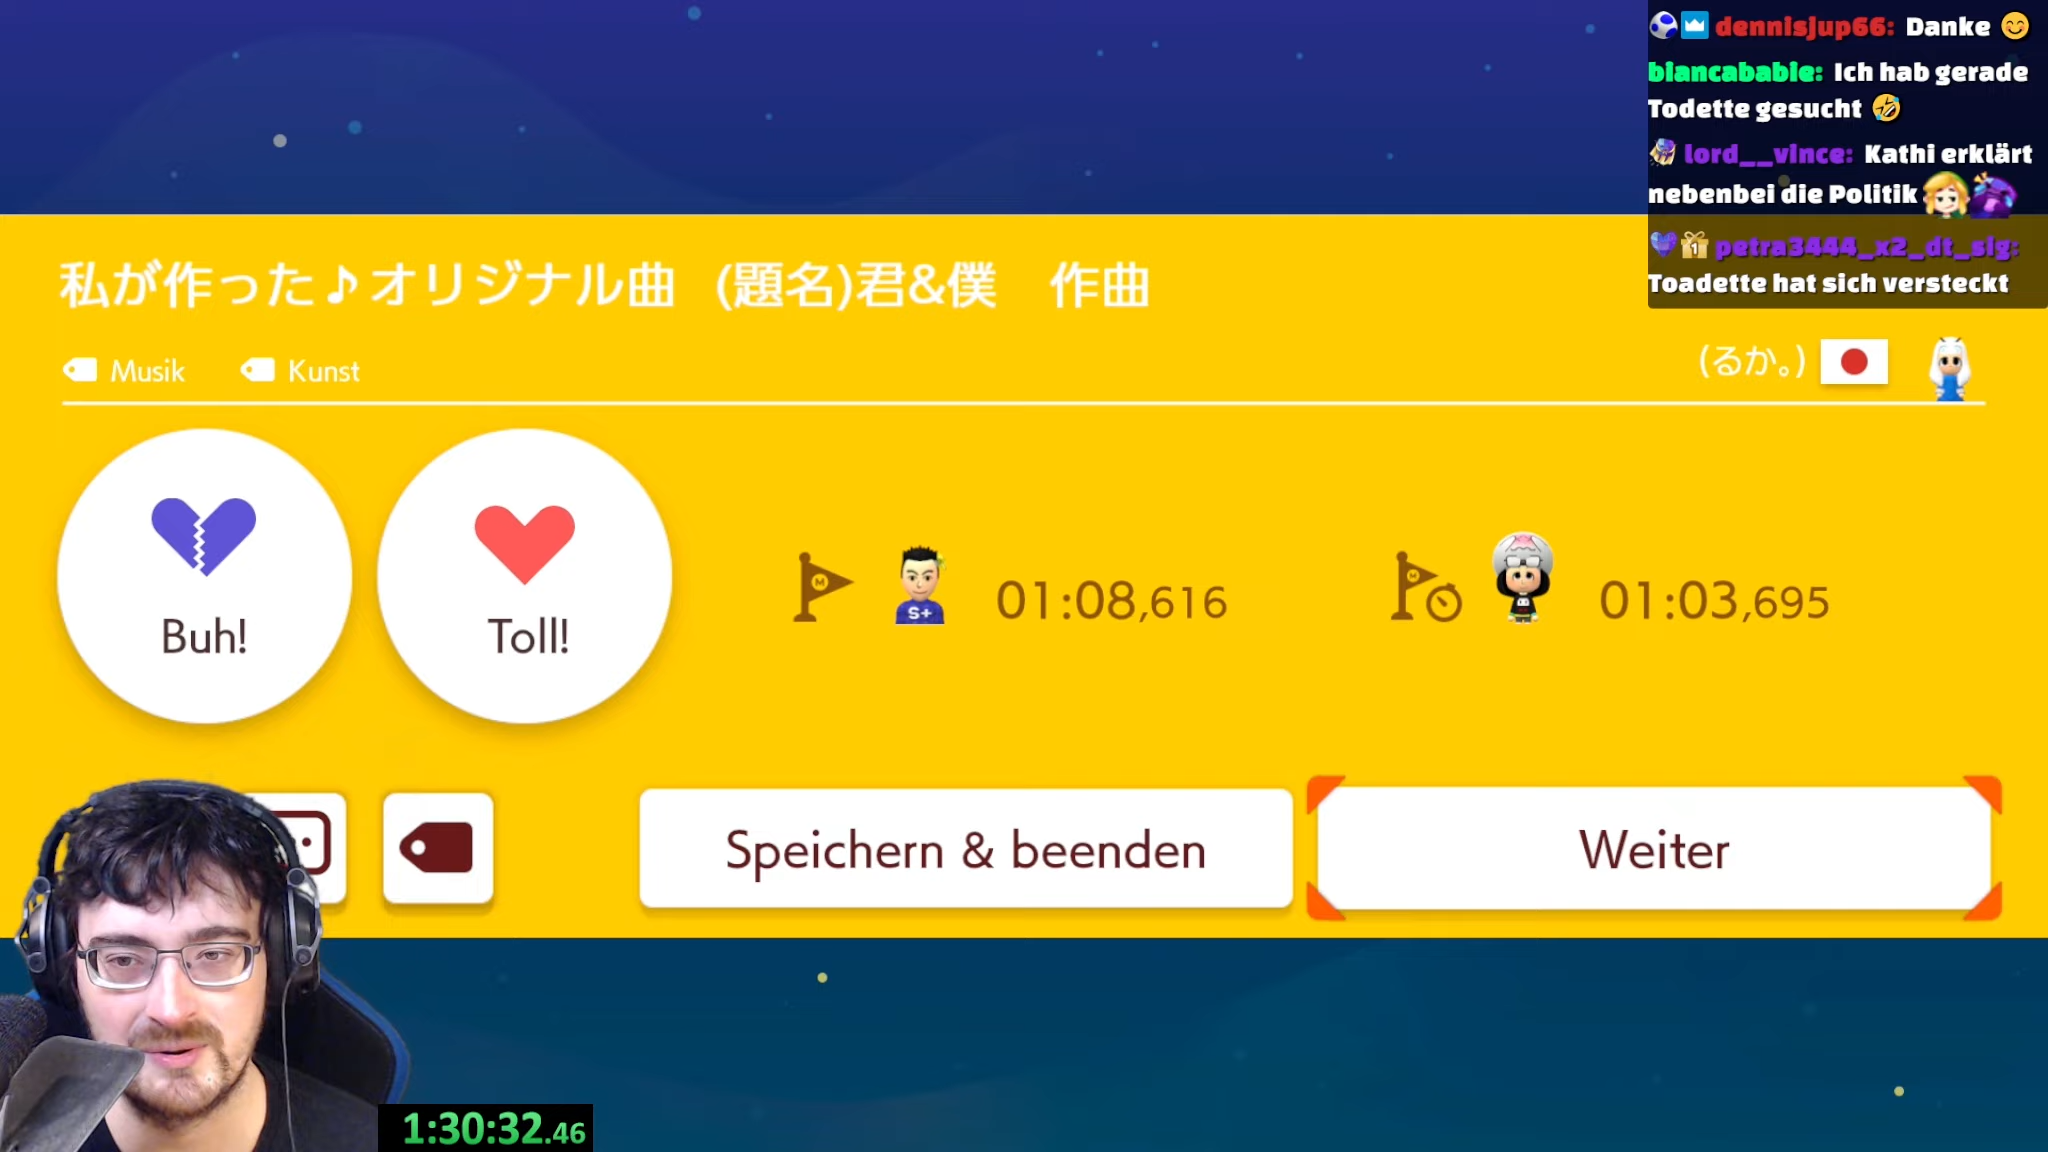 dennisjup66: Danke 😊
biancababie: Ich hab gerade
Todette gesucht 🤣
lord__vince: Kathi erklärt
nebenbei die Politik
1 petra3444_x2_dt_sig:
Toadette hat sich versteckt
私が作った♪オリジナル曲 (題名)君&僕 作曲
Musik Kunst
(るか。)
Buh!
Toll!
M S+ 01:08,616
M 01:03,695
Speichern & beenden
Weiter
1:30:32.46